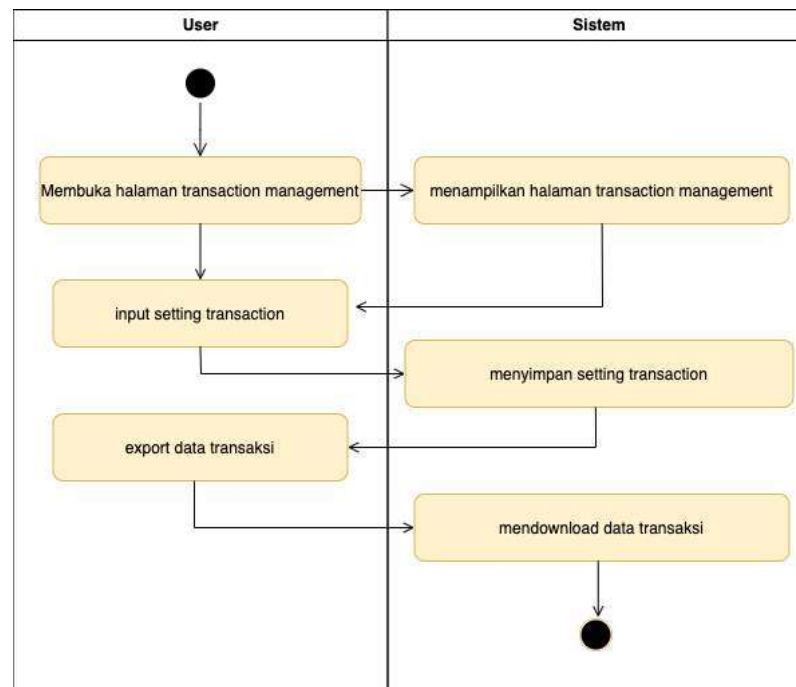 User
Sistem
Membuka halaman transaction management
menampilkan halaman transaction management
input setting transaction
menyimpan setting transaction
export data transaksi
mendownload data transaksi